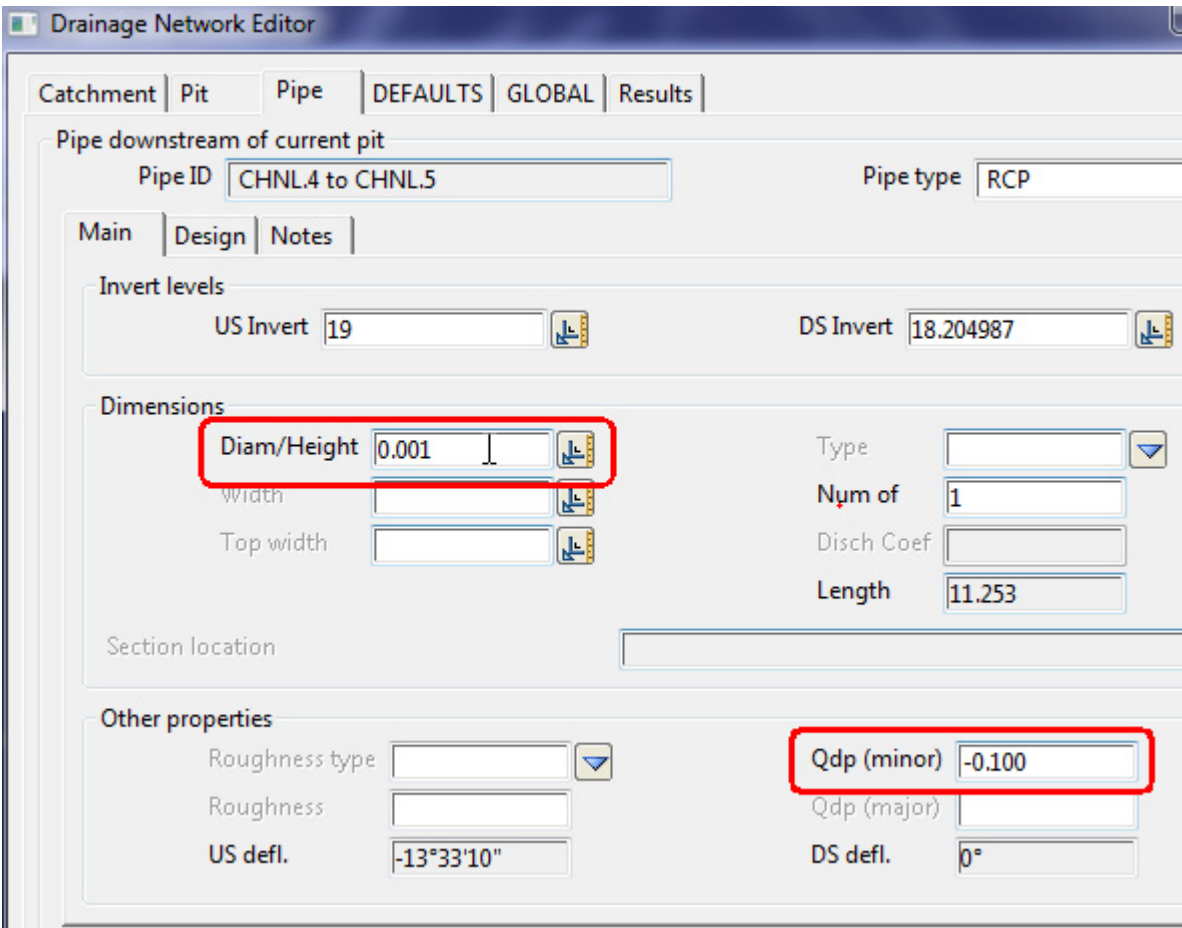 Drainage Network Editor
Catchment Pit Pipe DEFAULTS GLOBAL Results
Pipe downstream of current pit
Pipe ID CHNL.4 to CHNL.5 Pipe type RCP
Main Design Notes
Invert levels
US Invert 19 DS Invert 18.204987
Dimensions
Diam/Height 0.001 Type
Width Num of 1
Top width Disch Coef
Length 11.253
Section location
Other properties
Roughness type Qdp (minor) -0.100
Roughness Qdp (major)
US defl. -13°33'10" DS defl. 0°